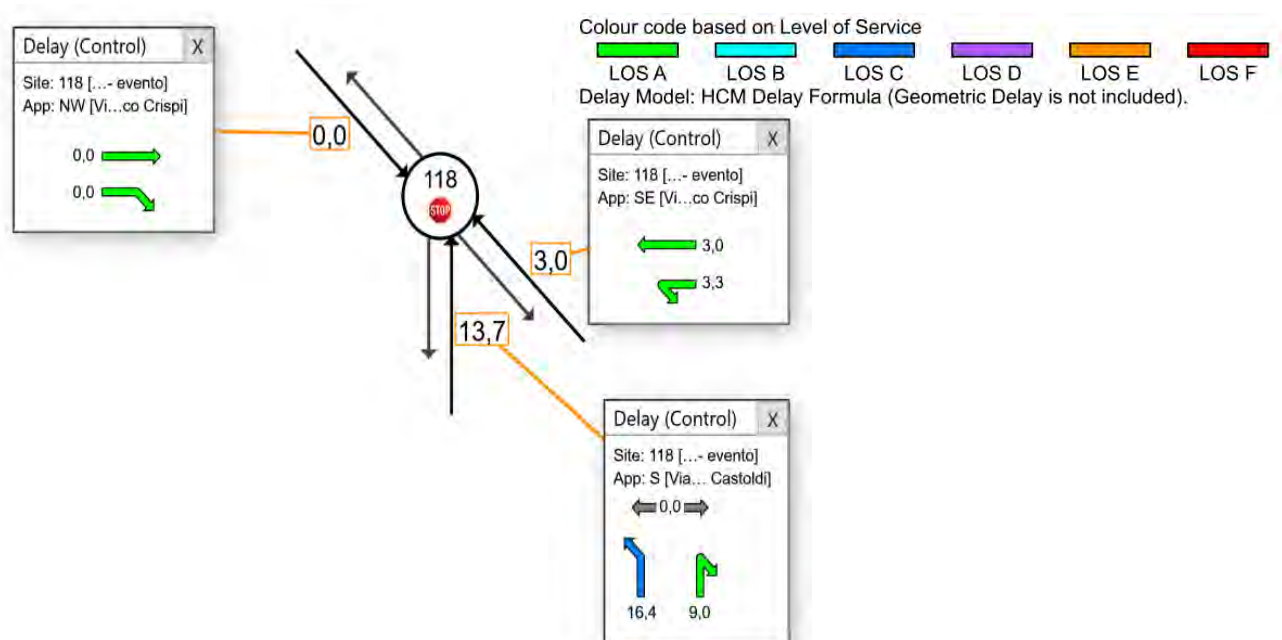 Colour code based on Level of Service
LOS A LOS B LOS C LOS D LOS E LOS F
Delay Model: HCM Delay Formula (Geometric Delay is not included).
Delay (Control) X
Site: 118 [...- evento]
App: NW [Vi...co Crispi]
0,0
0,0
0,0
118
STOP
Delay (Control) X
Site: 118 [...- evento]
App: SE [Vi...co Crispi]
3,0
3,3
3,0
13,7
Delay (Control) X
Site: 118 [...- evento]
App: S [Via... Castoldi]
0,0
16,4 9,0